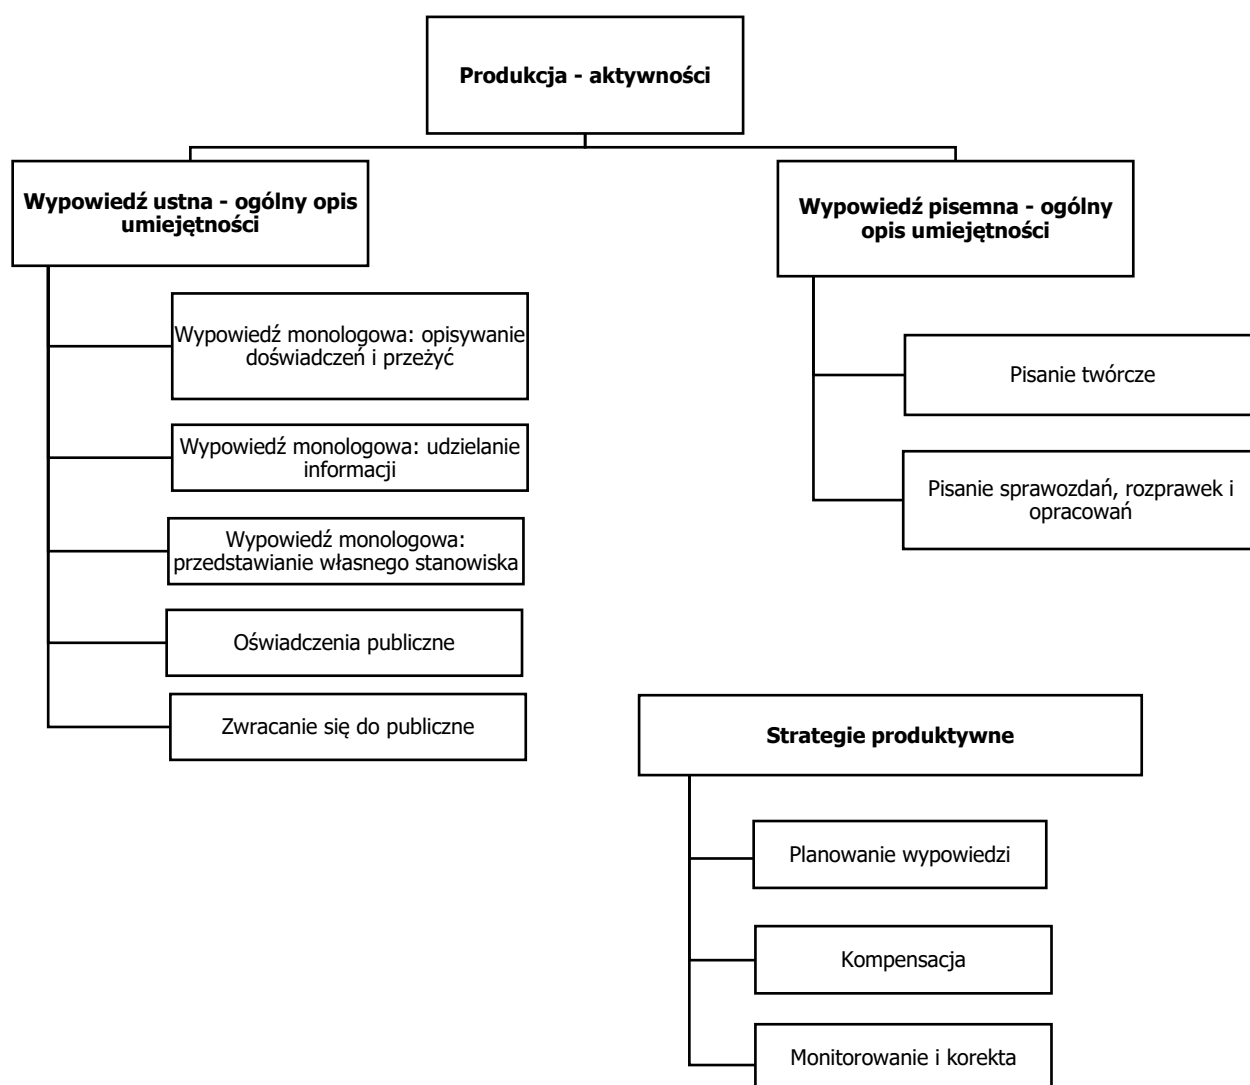 Produkcja - aktywności
Wypowiedź ustna - ogólny opis
umiejętności
Wypowiedź monologowa: opisywanie
doświadczeń i przeżyć
Wypowiedź monologowa: udzielanie
informacji
Wypowiedź monologowa:
przedstawianie własnego stanowiska
Oświadczenia publiczne
Zwracanie się do publiczne
Wypowiedź pisemna - ogólny
opis umiejętności
Pisanie twórcze
Pisanie sprawozdań, rozprawek i
opracowań
Strategie produktywne
Planowanie wypowiedzi
Kompensacja
Monitorowanie i korekta